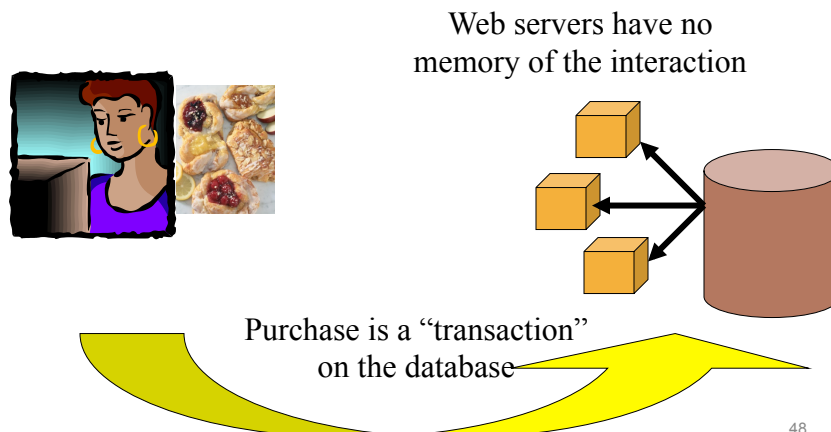 Web servers have no
memory of the interaction
Purchase is a “transaction”
on the database
48